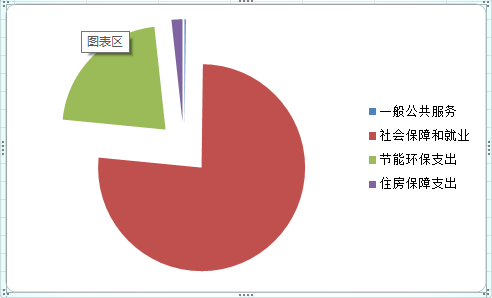 图表区
一般公共服务
社会保障和就业
节能环保支出
住房保障支出